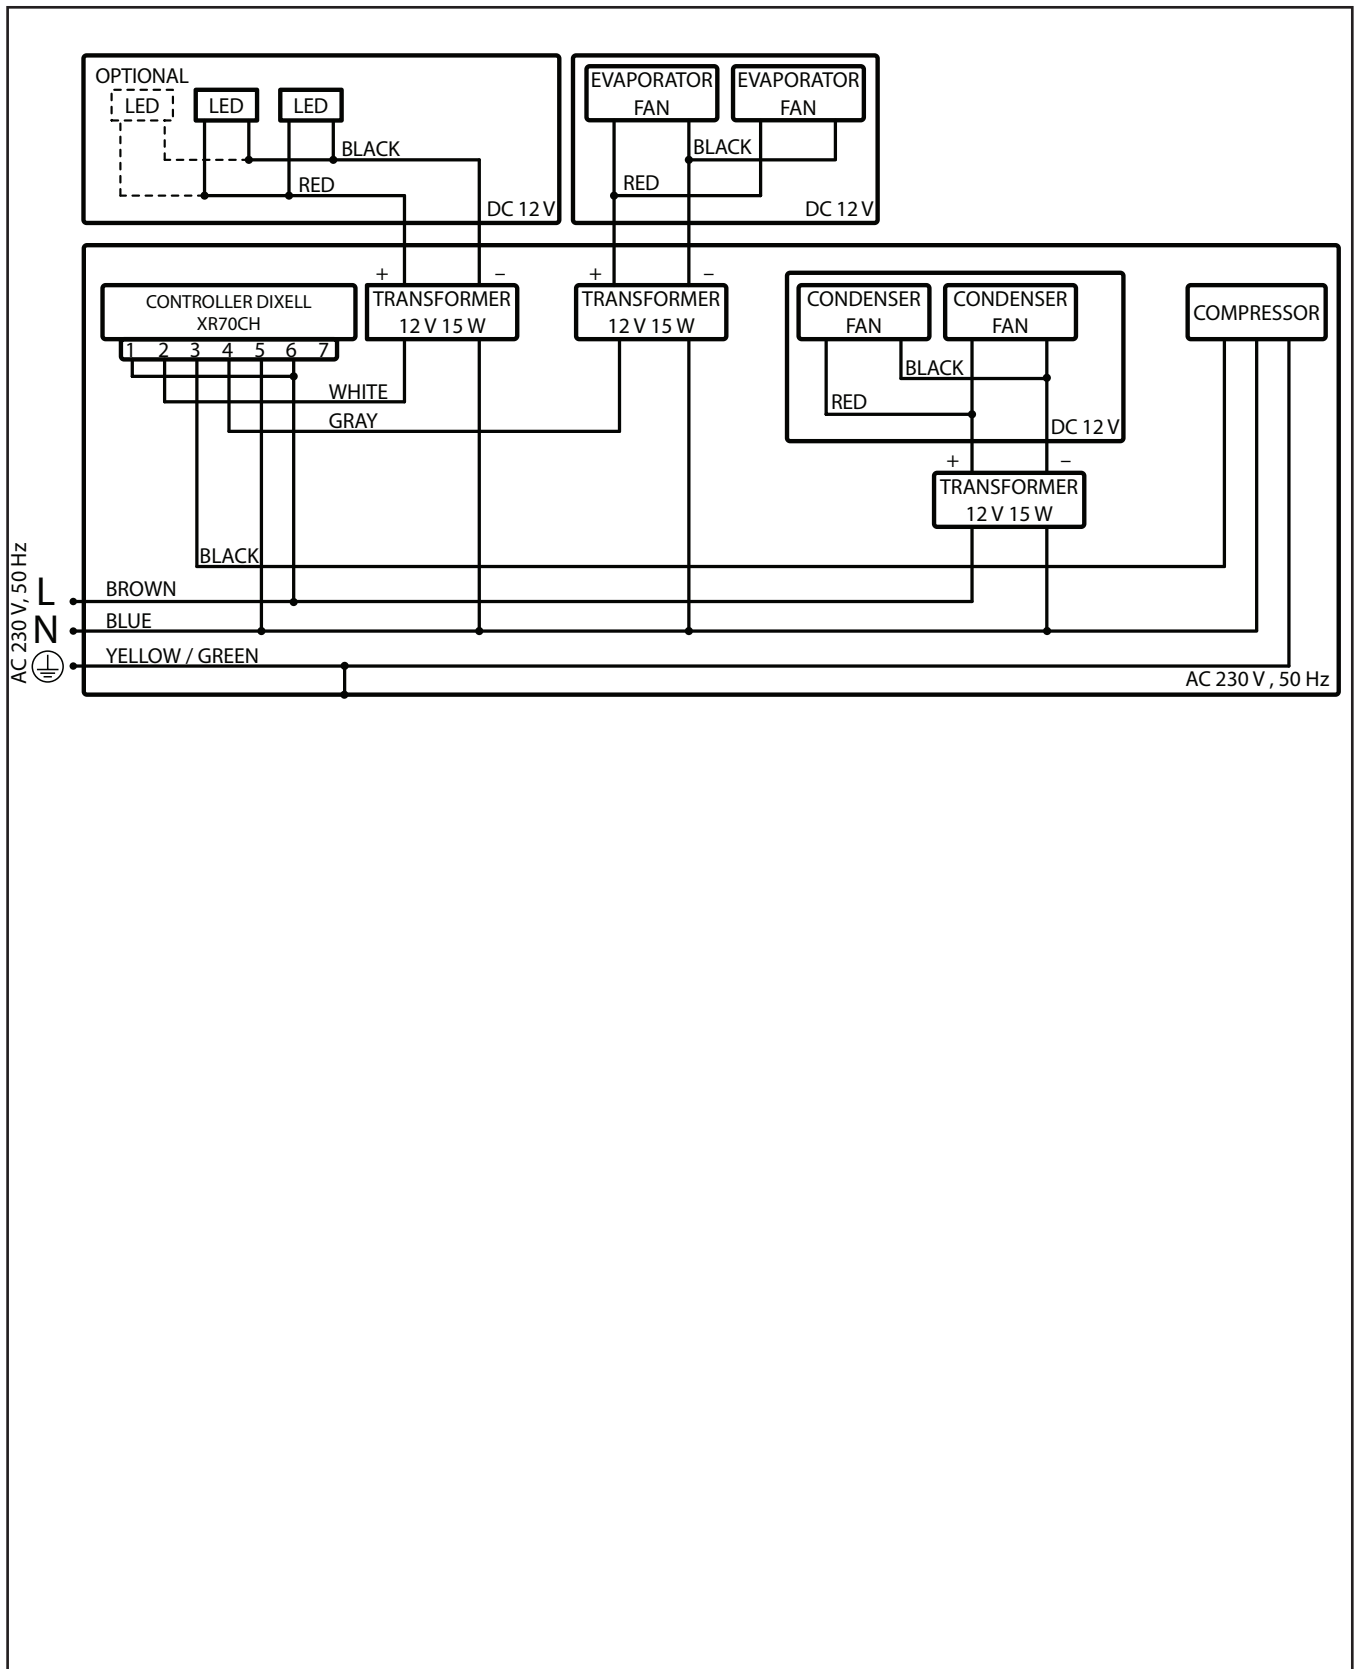 OPTIONAL
LED
LED
LED
BLACK
RED
DC 12 V
EVAPORATOR
FAN
EVAPORATOR
FAN
BLACK
RED
DC 12 V
CONTROLLER DIXELL
XR70CH
1 2 3 4 5 6 7
+ –
TRANSFORMER
12 V 15 W
+ –
TRANSFORMER
12 V 15 W
CONDENSER
FAN
CONDENSER
FAN
BLACK
RED
DC 12 V
COMPRESSOR
WHITE
GRAY
+ –
TRANSFORMER
12 V 15 W
BLACK
AC 230 V, 50 Hz
L
BROWN
N
BLUE
YELLOW / GREEN
AC 230 V , 50 Hz